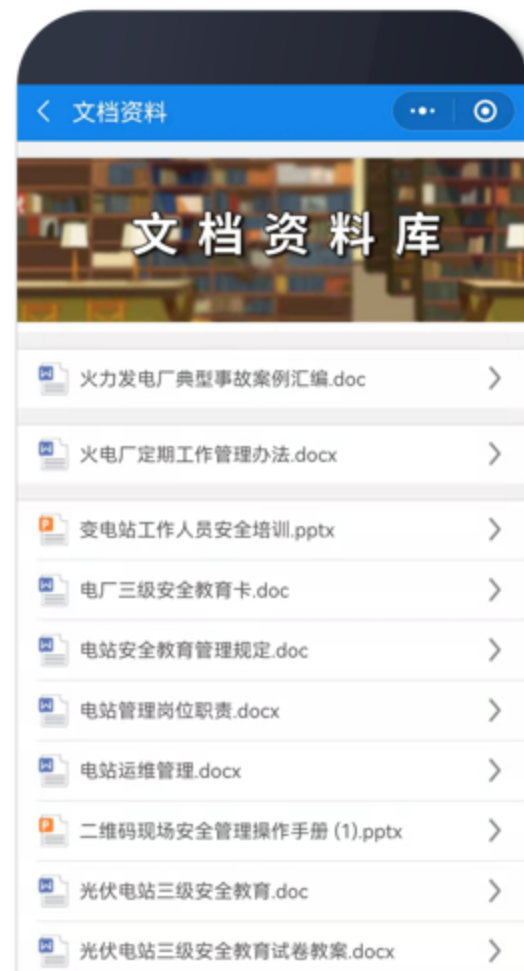 文档资料
文档资料库
火力发电厂典型事故案例汇编.doc
火电厂定期工作管理办法.docx
变电站工作人员安全培训.pptx
电厂三级安全教育卡.doc
电站安全教育管理规定.doc
电站管理岗位职责.docx
电站运维管理.docx
二维码现场安全管理操作手册 (1).pptx
光伏电站三级安全教育.doc
光伏电站三级安全教育试卷教案.docx